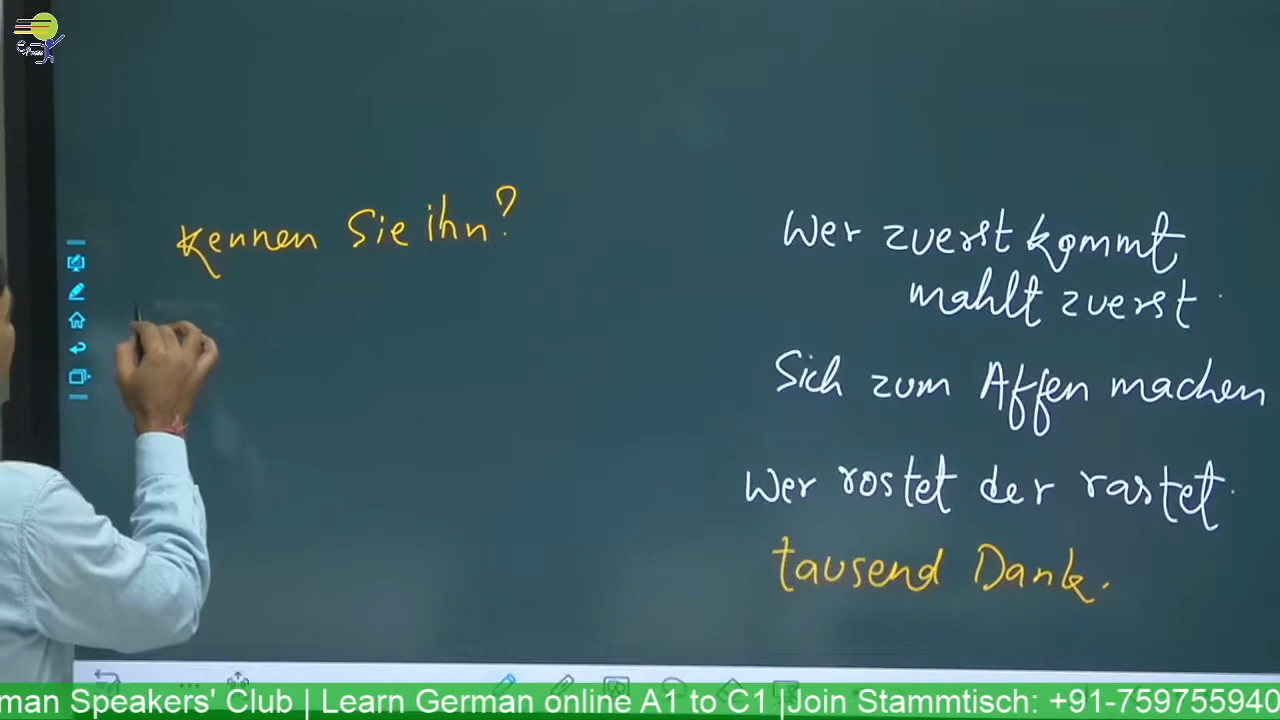 Kennen Sie ihn?
Wer zuerst kommt
mahlt zuerst.
Sich zum Affen machen
Wer rostet der rastet.
tausend Dank.
man Speakers' Club | Learn German online A1 to C1 |Join Stammtisch: +91-759755940